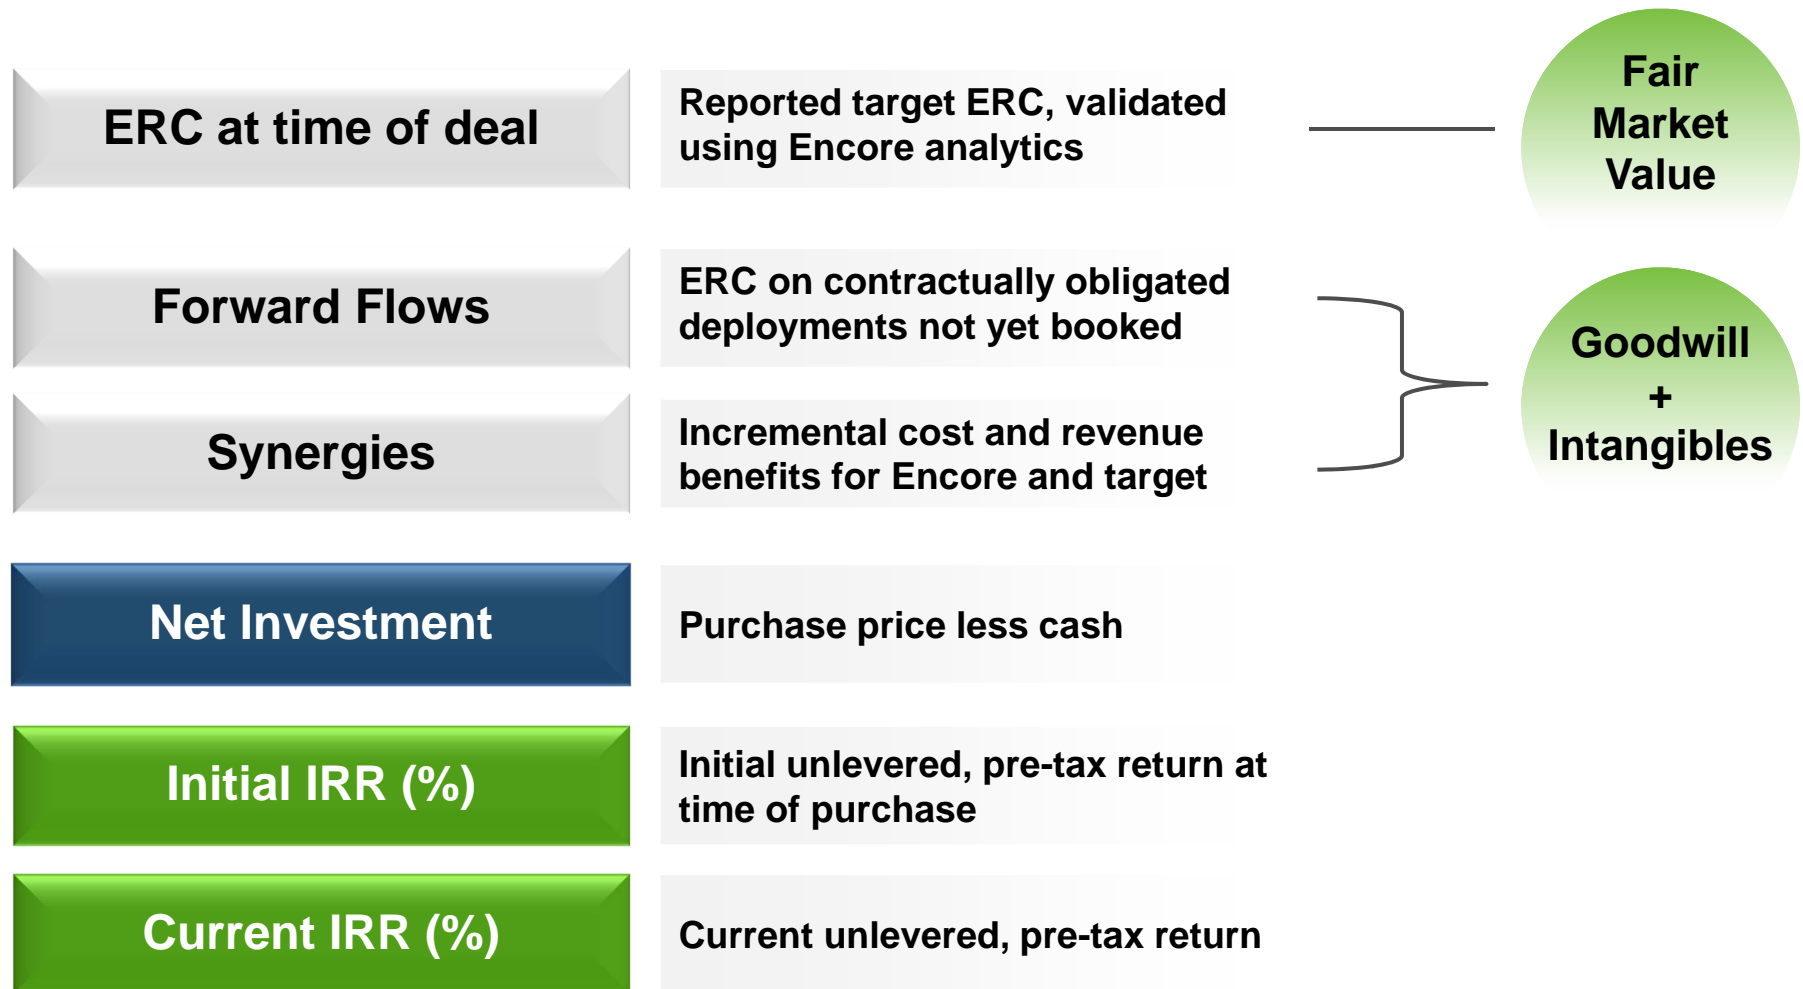 ERC at time of deal
Reported target ERC, validated
using Encore analytics
Fair
Market
Value
Forward Flows
ERC on contractually obligated
deployments not yet booked
Synergies
Incremental cost and revenue
benefits for Encore and target
Goodwill
+
Intangibles
Net Investment
Purchase price less cash
Initial IRR (%)
Initial unlevered, pre-tax return at
time of purchase
Current IRR (%)
Current unlevered, pre-tax return